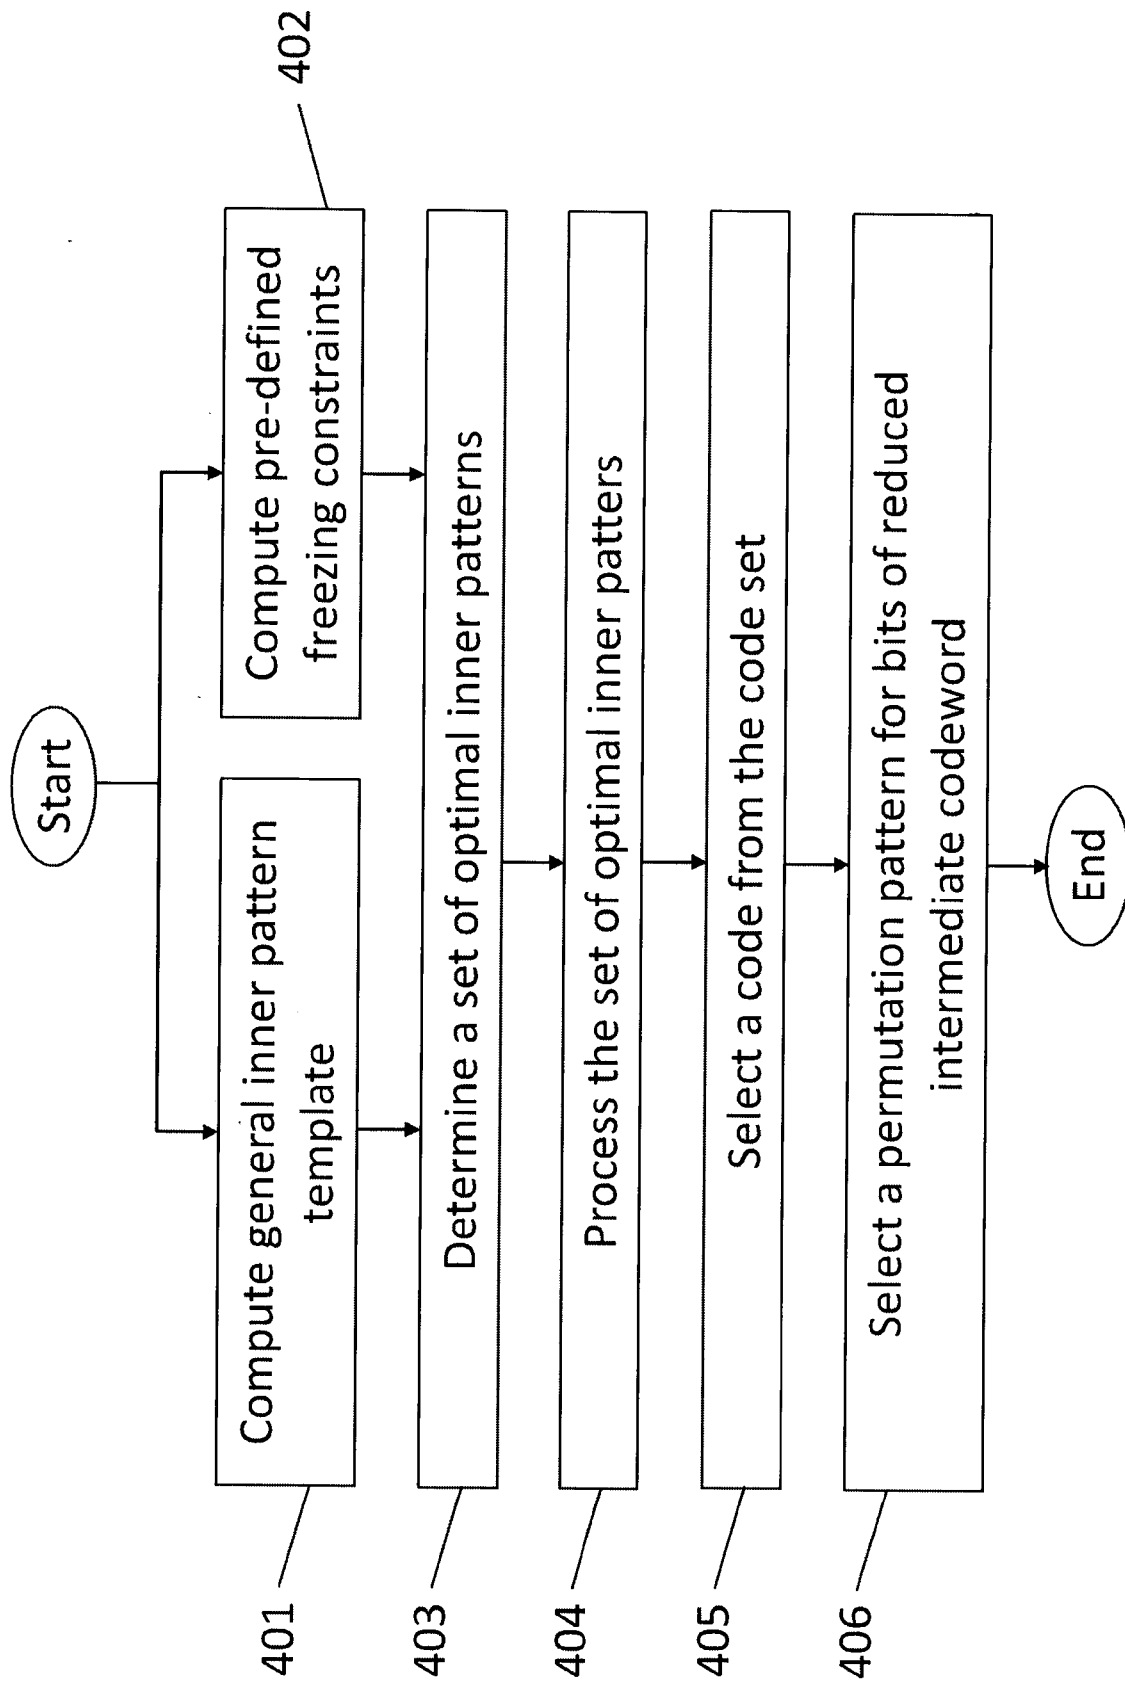 Start
402
Compute general inner pattern
template
Compute pre-defined
freezing constraints
401
Determine a set of optimal inner patterns
403
Process the set of optimal inner patters
404
Select a code from the code set
405
Select a permutation pattern for bits of reduced
intermediate codeword
406
End